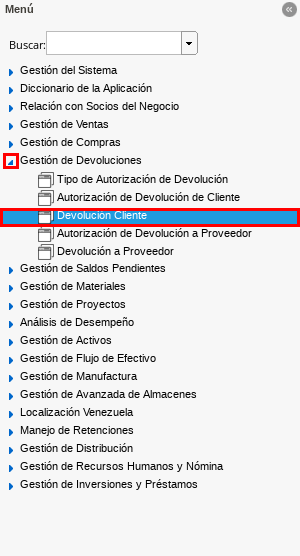 Menú
Buscar:
Gestión del Sistema
Diccionario de la Aplicación
Relación con Socios del Negocio
Gestión de Ventas
Gestión de Compras
Gestión de Devoluciones
Tipo de Autorización de Devolución
Autorización de Devolución de Cliente
Devolución Cliente
Autorización de Devolución a Proveedor
Devolución a Proveedor
Gestión de Saldos Pendientes
Gestión de Materiales
Gestión de Proyectos
Análisis de Desempeño
Gestión de Activos
Gestión de Flujo de Efectivo
Gestión de Manufactura
Gestión de Avanzada de Almacenes
Localización Venezuela
Manejo de Retenciones
Gestión de Distribución
Gestión de Recursos Humanos y Nómina
Gestión de Inversiones y Préstamos